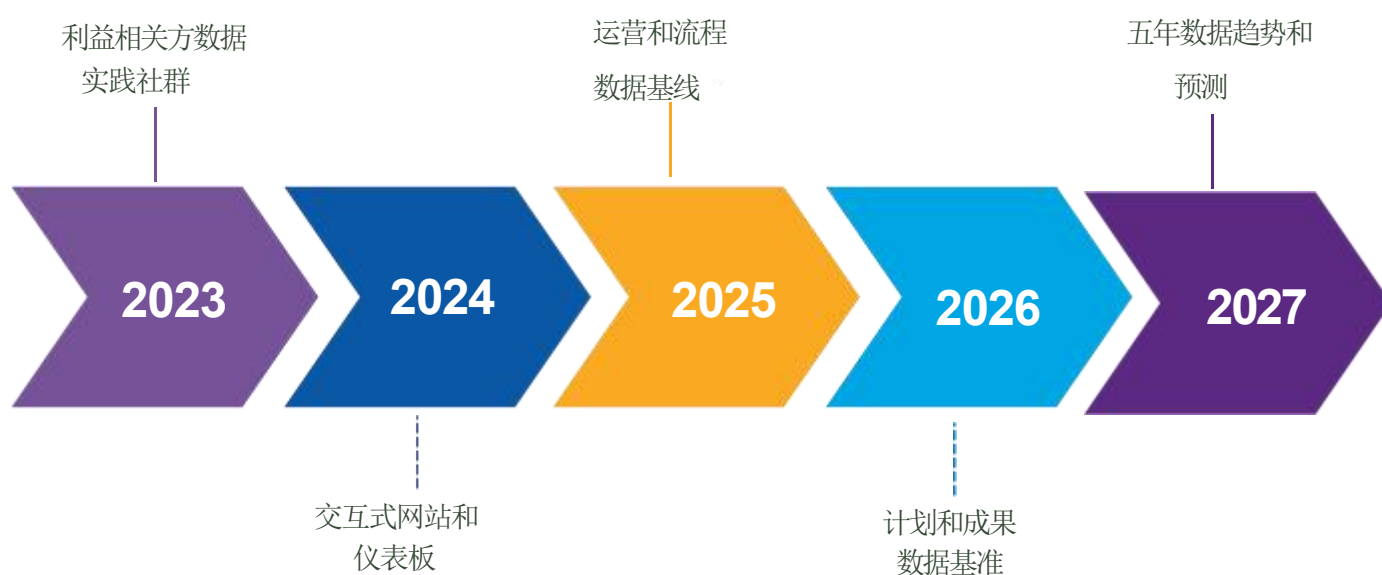 利益相关方数据
实践社群
运营和流程
数据基线
五年数据趋势和
预测
2023
2024
2025
2026
2027
交互式网站和
仪表板
计划和成果
数据基准